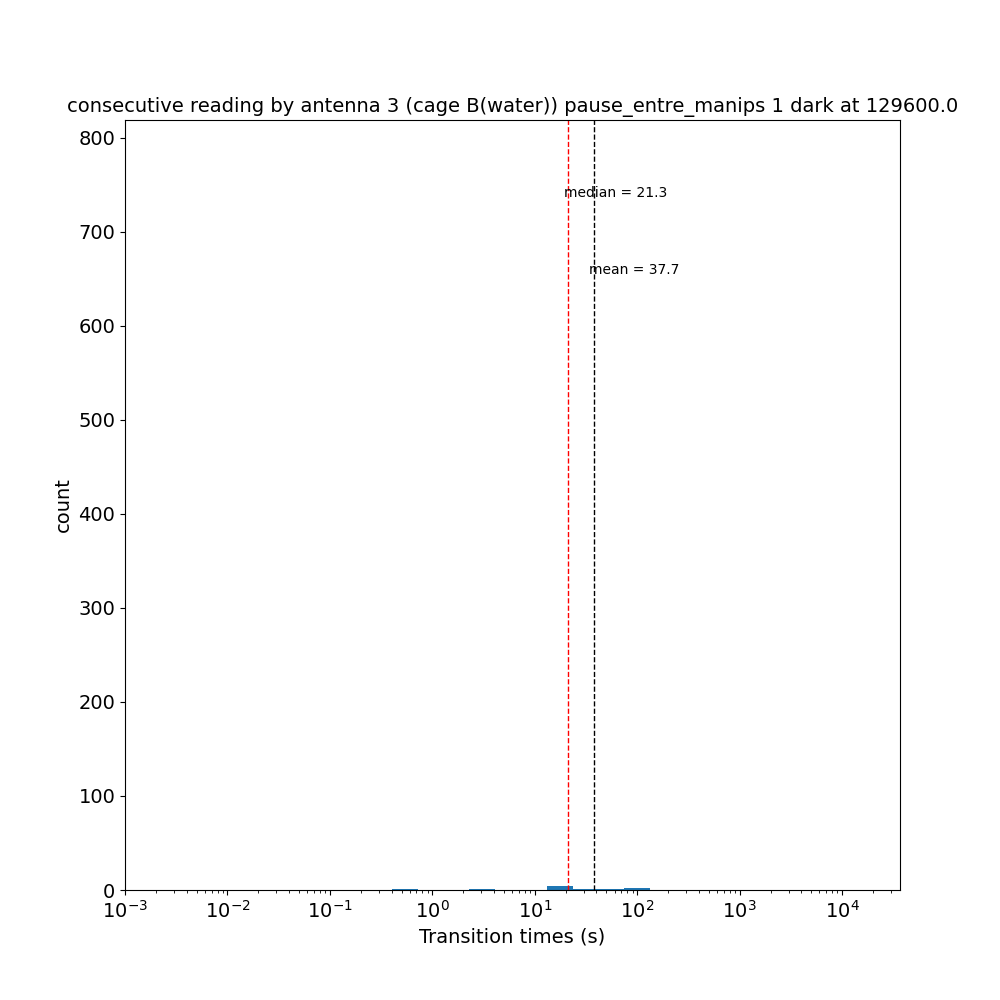 consecutive reading by antenna 3 (cage B(water)) pause_entre_manips 1 dark at 129600.0
800
median = 21.3
700
mean = 37.7
600
500
count
400
300
200
100
0
10⁻³ 10⁻² 10⁻¹ 10⁰ 10¹ 10² 10³ 10⁴
Transition times (s)